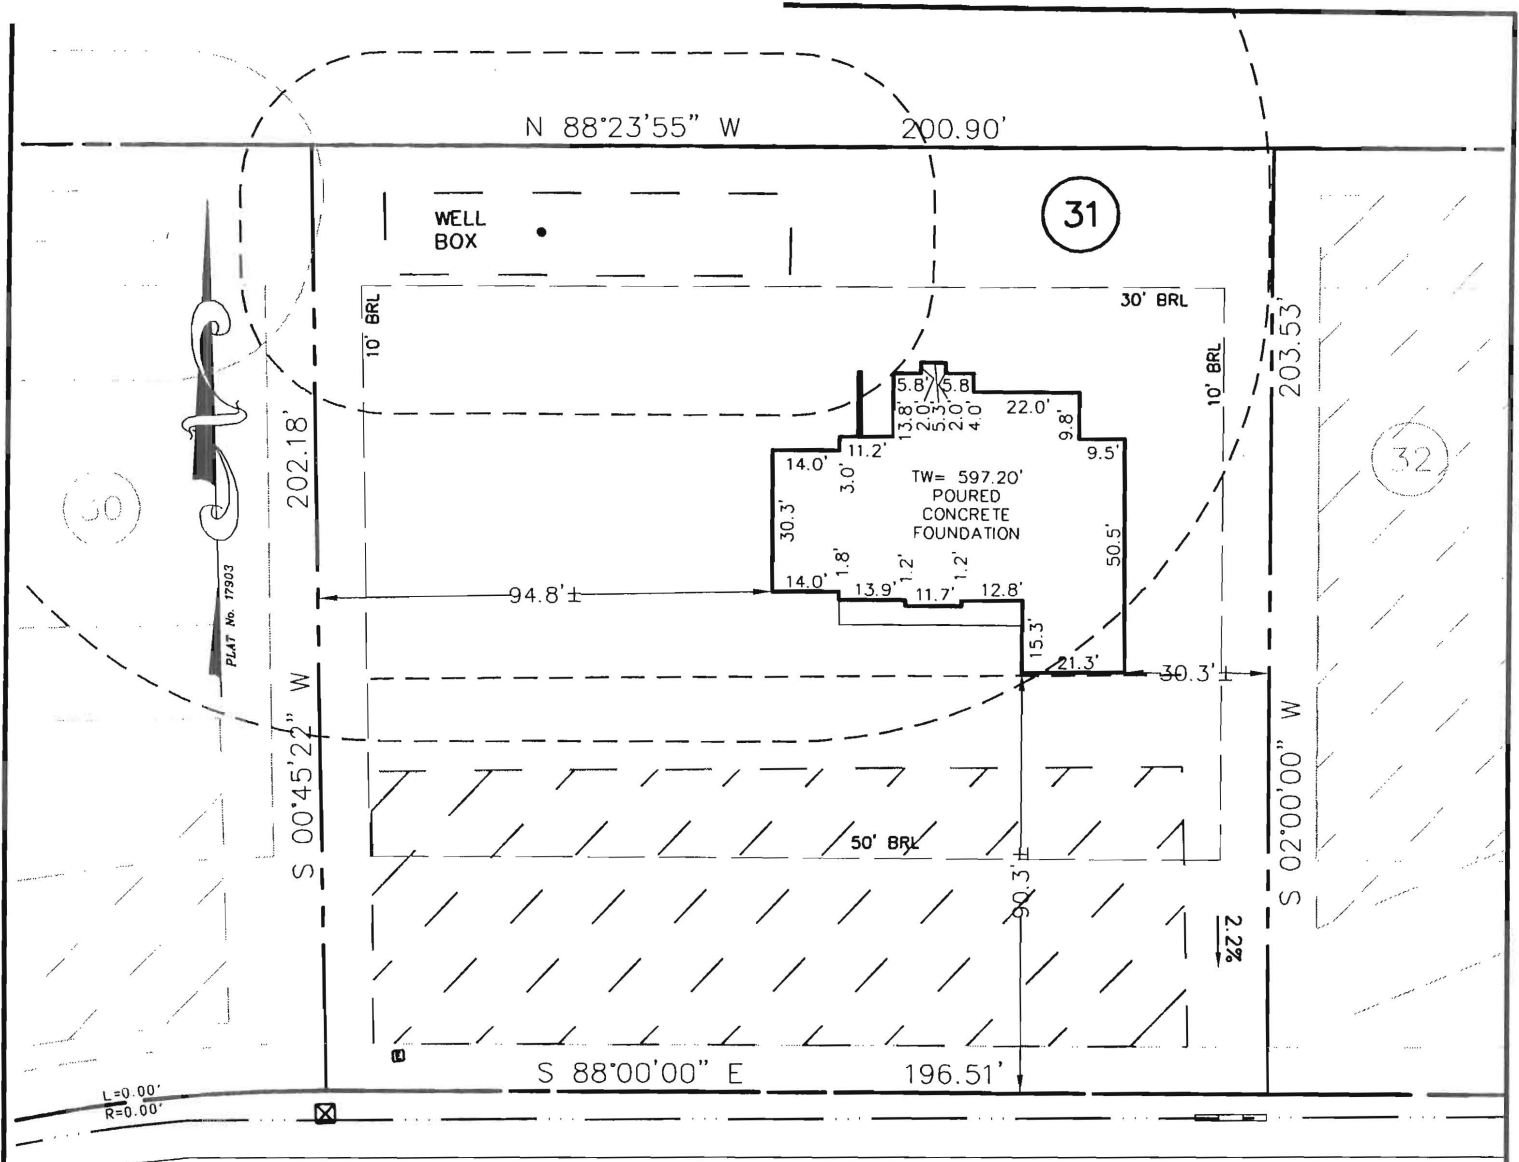 N 88°23'55" W 200.90'
WELL
BOX
31
10' BRL
30' BRL
10' BRL
203.53'
202.18'
5.8' 5.8
13.8'
2.0'
5.3'
2.0'
4.0'
22.0'
9.8'
9.5'
11.2'
14.0'
3.0'
32
TW= 597.20'
POURED
CONCRETE
FOUNDATION
30.3'
50.5'
1.8'
1.2'
1.2'
14.0'
13.9'
11.7'
12.8'
94.8'±
15.3'
21.3'
30.3'±
PLAT No. 17903
S 00°45'22" W
S 02°00'00" W
50' BRL
90.3'±
2.2%
E
S 88°00'00" E 196.51'
L=0.00'
R=0.00'